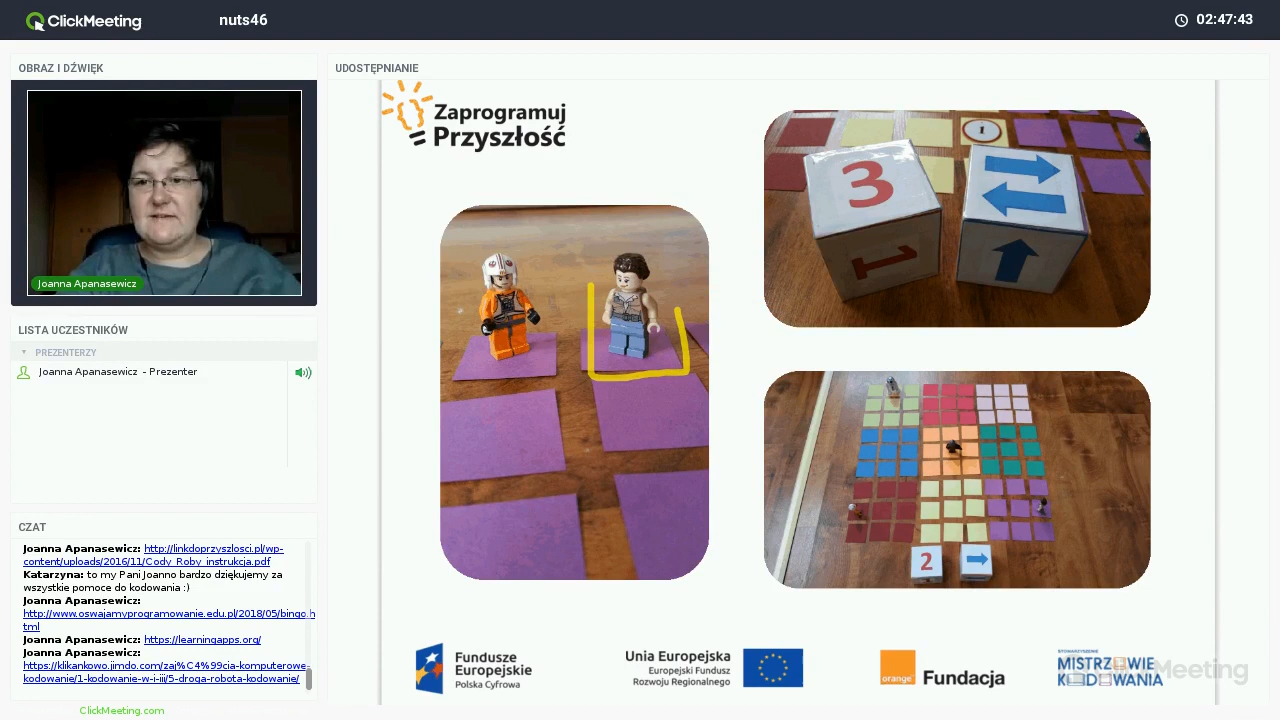 ClickMeeting
nuts46
02:47:43
OBRAZ I DŹWIĘK
Joanna Apanasewicz
LISTA UCZESTNIKÓW
PREZENTERZY
Joanna Apanasewicz - Prezenter
CZAT
Joanna Apanasewicz: http://linkdoprzyszlosci.pl/wp-
content/uploads/2016/11/Cody_Roby_instrukcja.pdf
Katarzyna: to my Pani Joanno bardzo dziękujemy za
wszystkie pomoce do kodowania :)
Joanna Apanasewicz:
http://www.oswajamyprogramowanie.edu.pl/2018/05/bingo.h
tml
Joanna Apanasewicz: https://learningapps.org/
Joanna Apanasewicz:
https://klikankowo.jimdo.com/zaj%C4%99cia-komputerowe-
kodowanie/1-kodowanie-w-i-iii/5-droga-robota-kodowanie/
ClickMeeting.com
UDOSTĘPNIANIE
Zaprogramuj
Przyszłość
1
3
1
2
Fundusze
Europejskie
Polska Cyfrowa
Unia Europejska
Europejski Fundusz
Rozwoju Regionalnego
orange
Fundacja
STOWARZYSZENIE
MISTRZOWIE
KODOWANIA
ClickMeeting